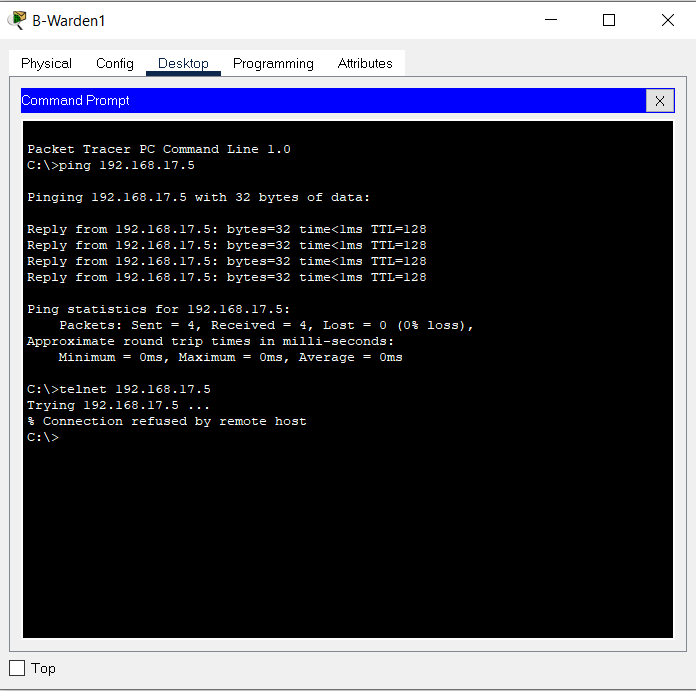 B-Warden1
Physical Config Desktop Programming Attributes
Command Prompt
X
Packet Tracer PC Command Line 1.0
C:\>ping 192.168.17.5
Pinging 192.168.17.5 with 32 bytes of data:
Reply from 192.168.17.5: bytes=32 time<1ms TTL=128
Reply from 192.168.17.5: bytes=32 time<1ms TTL=128
Reply from 192.168.17.5: bytes=32 time<1ms TTL=128
Reply from 192.168.17.5: bytes=32 time<1ms TTL=128
Ping statistics for 192.168.17.5:
    Packets: Sent = 4, Received = 4, Lost = 0 (0% loss),
Approximate round trip times in milli-seconds:
    Minimum = 0ms, Maximum = 0ms, Average = 0ms
C:\>telnet 192.168.17.5
Trying 192.168.17.5 ...
% Connection refused by remote host
C:\>
Top